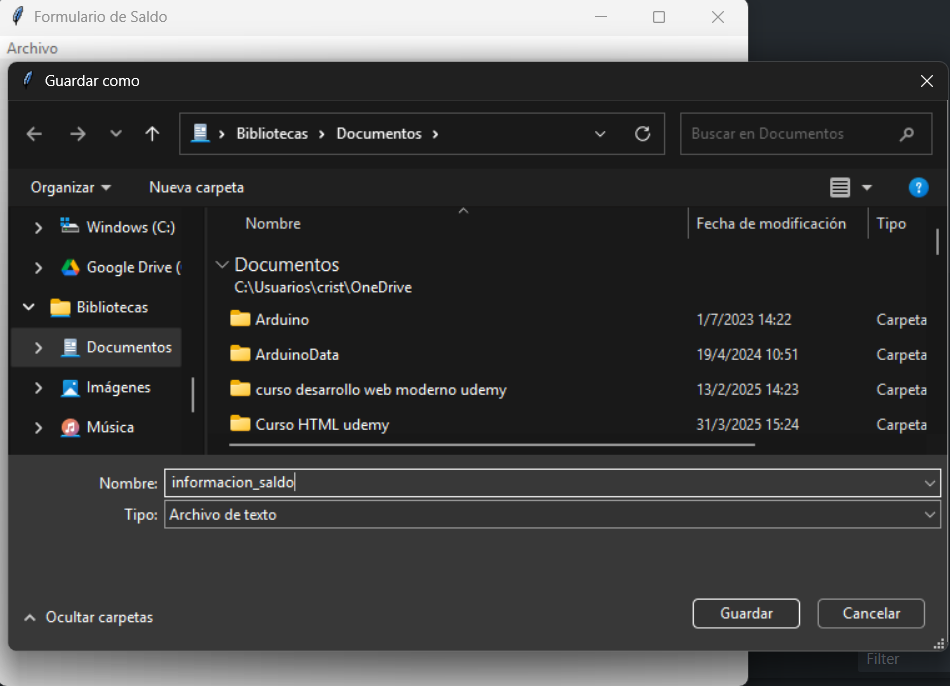 Formulario de Saldo
Archivo
Guardar como
Bibliotecas > Documentos >
Buscar en Documentos
Organizar
Nueva carpeta
Nombre
Fecha de modificación
Tipo
Windows (C:)
Google Drive (
Bibliotecas
Documentos
Imágenes
Música
Documentos
C:\Usuarios\crist\OneDrive
Arduino 1/7/2023 14:22 Carpeta
ArduinoData 19/4/2024 10:51 Carpeta
curso desarrollo web moderno udemy 13/2/2025 14:23 Carpeta
Curso HTML udemy 31/3/2025 15:24 Carpeta
Nombre: informacion_saldo
Tipo: Archivo de texto
Ocultar carpetas
Guardar
Cancelar
Filter